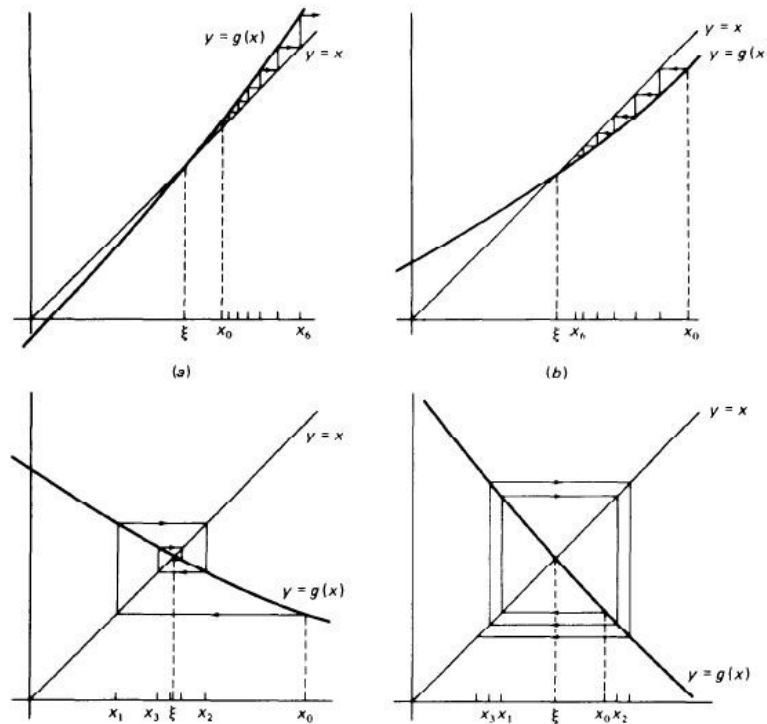 y = g(x)
y = x
ξ
x₀
x₆
(a)
y = x
y = g(x
ξ
x₆
x₀
(b)
y = x
y = g(x)
x₁
x₃
ξ
x₂
x₀
y = x
y = g(x)
x₃
x₁
ξ
x₀
x₂